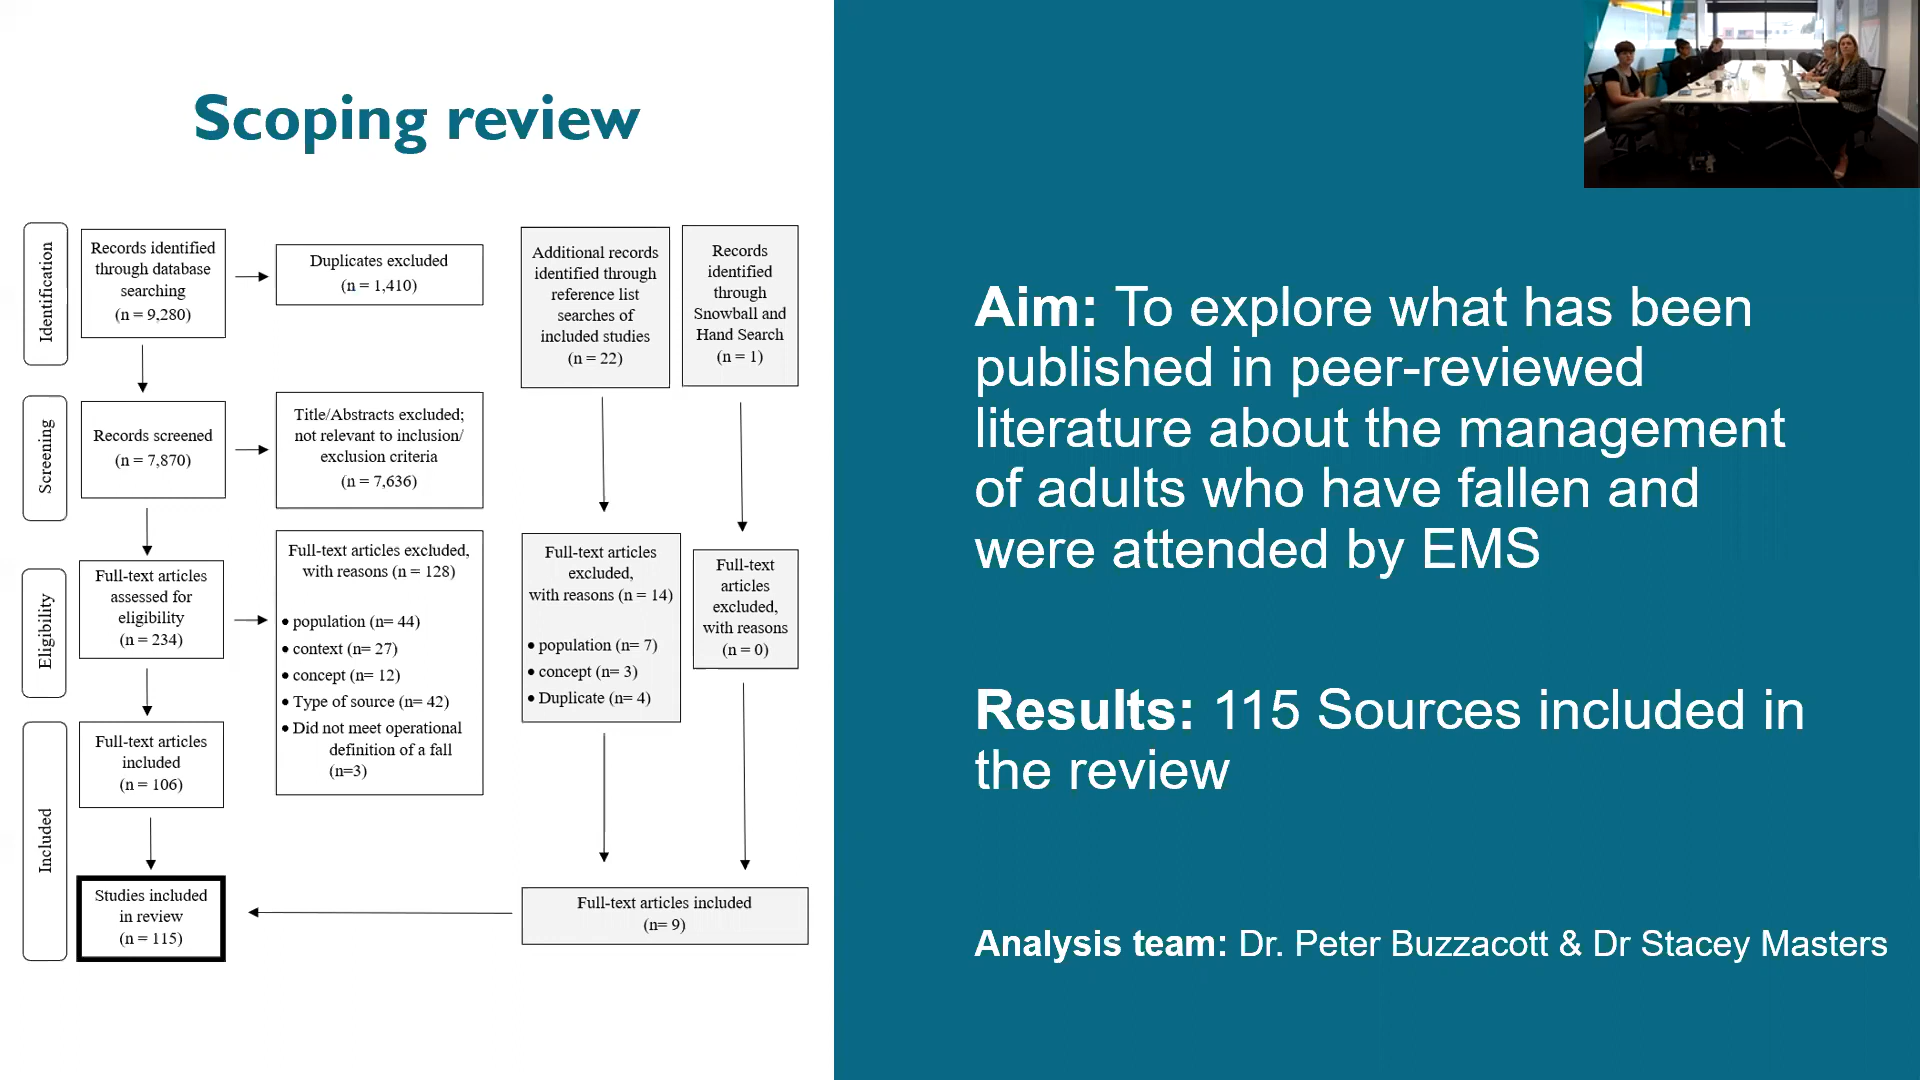 Scoping review
Identification
Records identified
through database
searching
(n = 9,280)
Duplicates excluded
(n = 1,410)
Additional records
identified through
reference list
searches of
included studies
(n = 22)
Records
identified
through
Snowball and
Hand Search
(n = 1)
Screening
Records screened
(n = 7,870)
Title/Abstracts excluded;
not relevant to inclusion/
exclusion criteria
(n = 7,636)
Eligibility
Full-text articles
assessed for
eligibility
(n = 234)
Full-text articles excluded,
with reasons (n = 128)
• population (n= 44)
• context (n= 27)
• concept (n= 12)
• Type of source (n= 42)
• Did not meet operational
definition of a fall
(n=3)
Full-text articles
excluded,
with reasons (n = 14)
• population (n= 7)
• concept (n= 3)
• Duplicate (n= 4)
Full-text
articles
excluded,
with reasons
(n = 0)
Included
Full-text articles
included
(n = 106)
Studies included
in review
(n = 115)
Full-text articles included
(n= 9)
Aim: To explore what has been
published in peer-reviewed
literature about the management
of adults who have fallen and
were attended by EMS
Results: 115 Sources included in
the review
Analysis team: Dr. Peter Buzzacott & Dr Stacey Masters